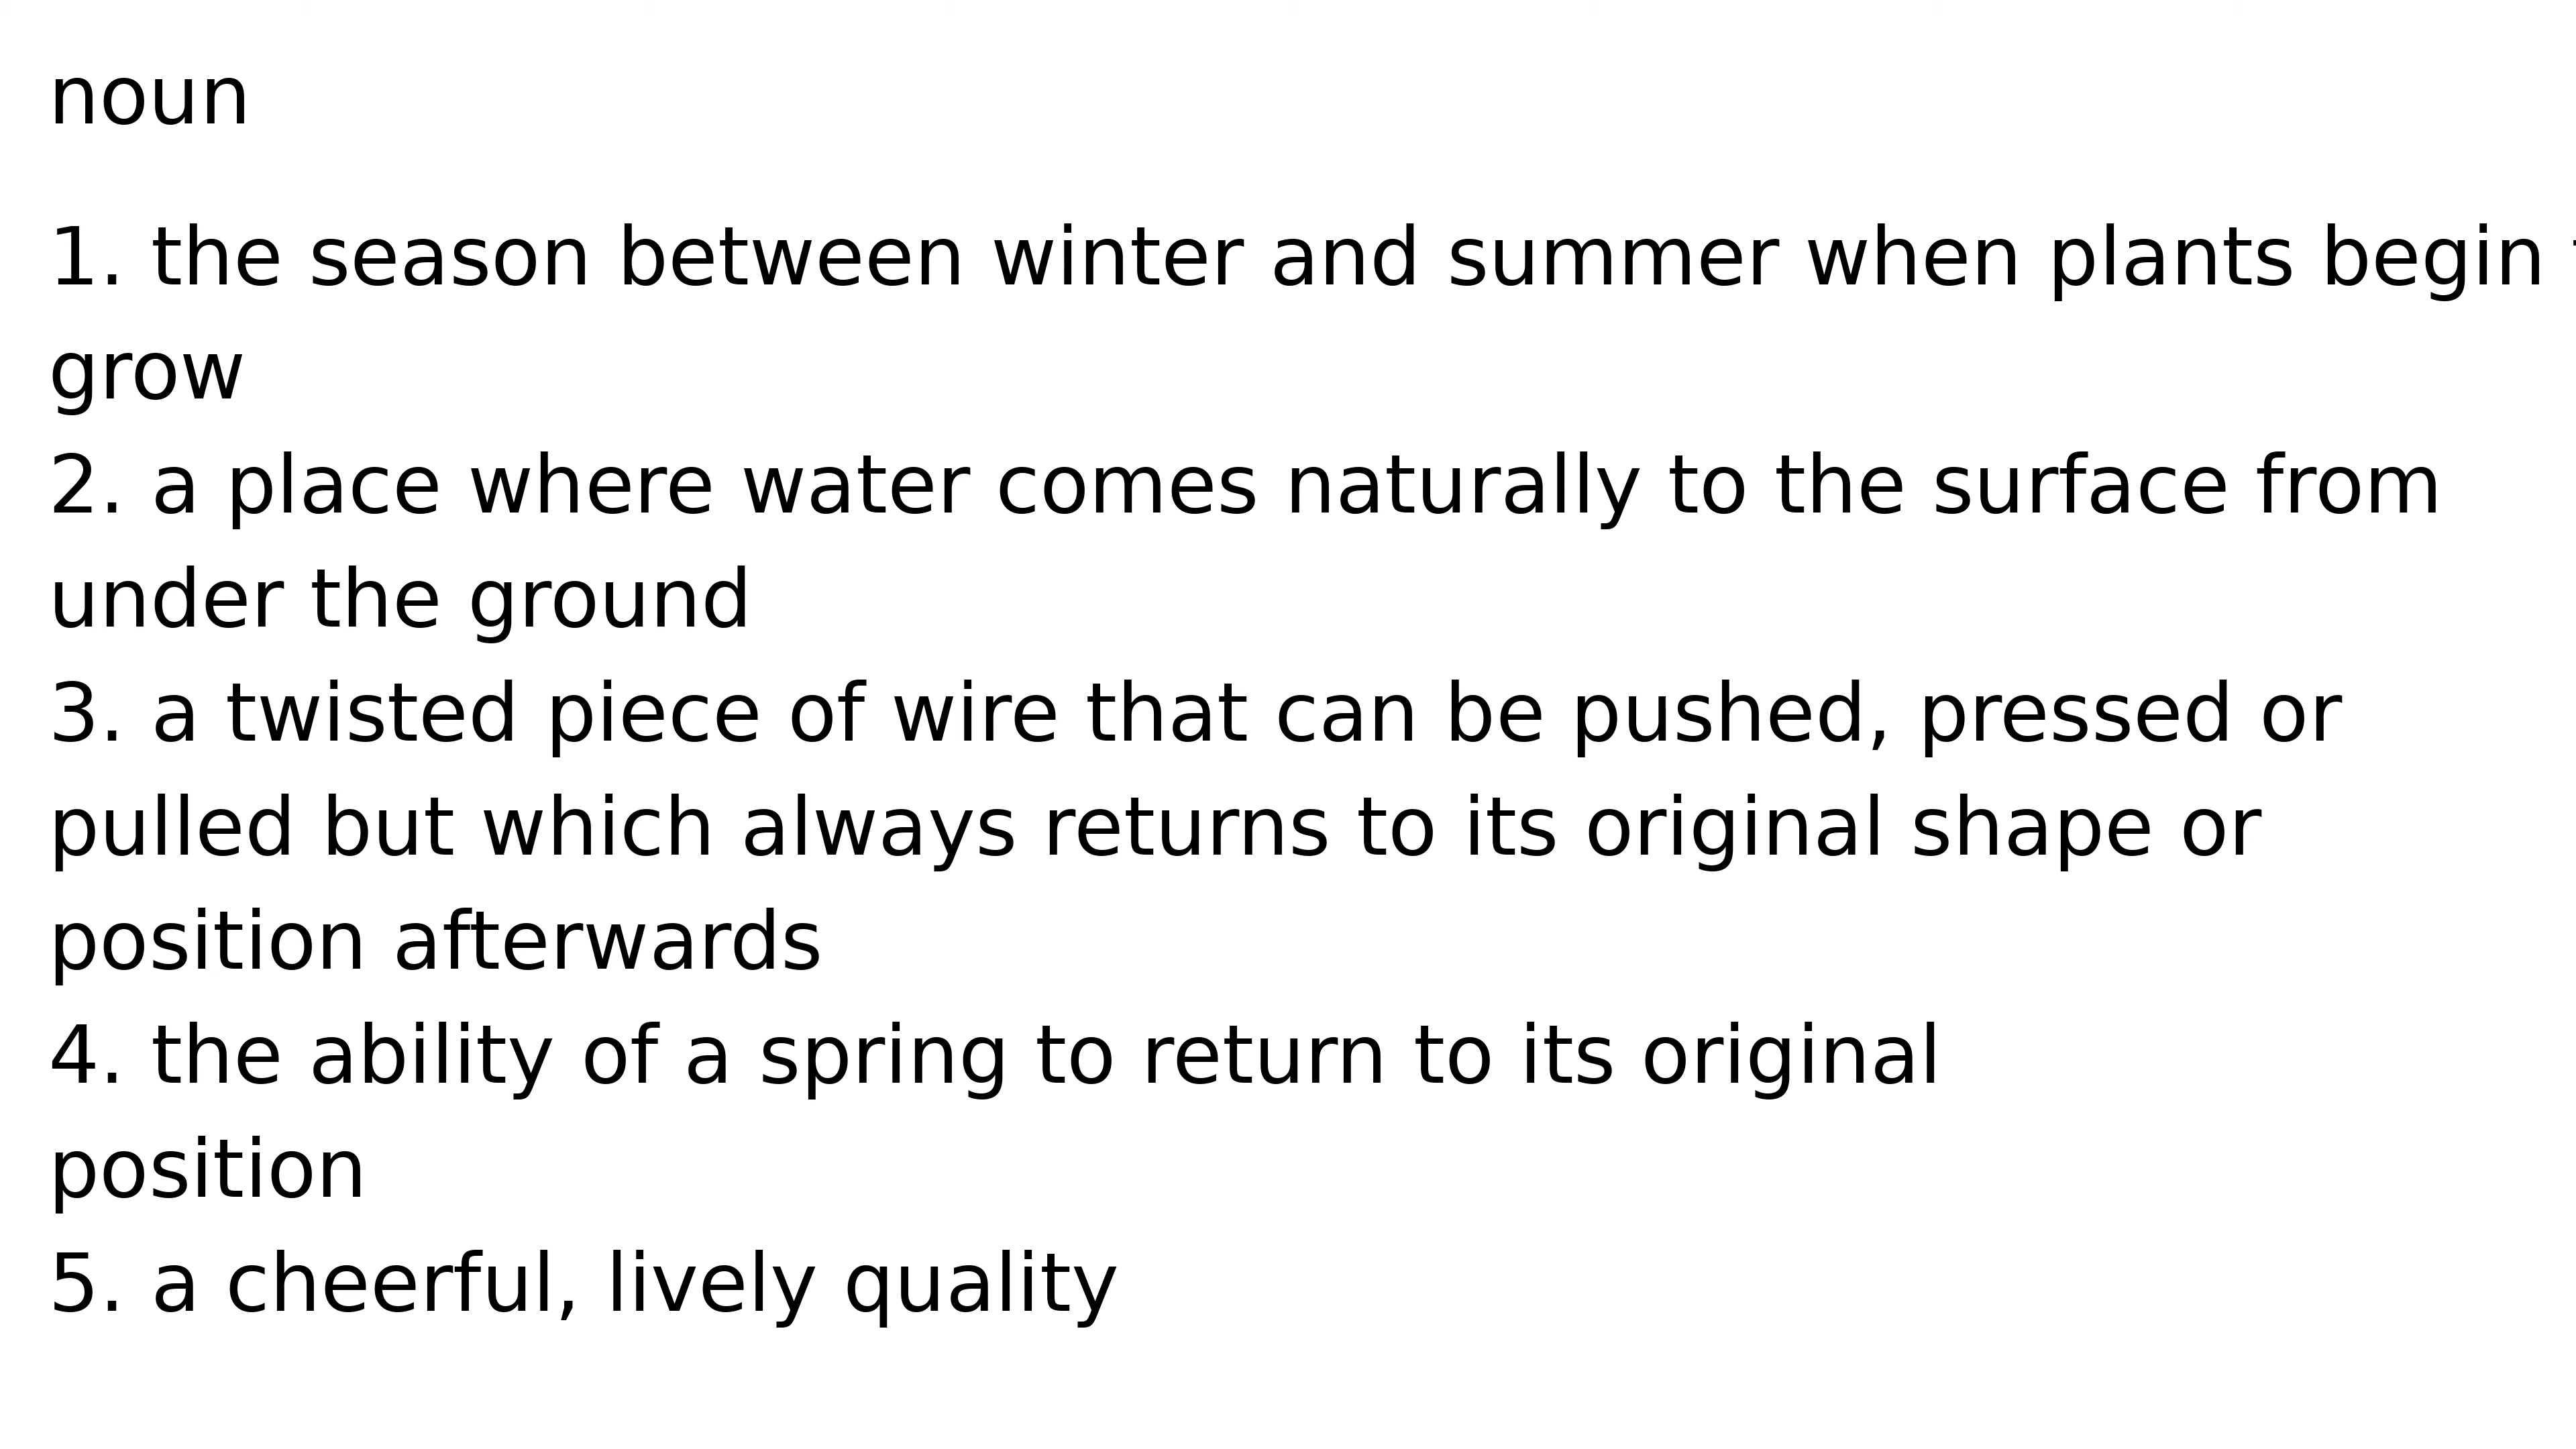 noun
1. the season between winter and summer when plants begin
grow
2. a place where water comes naturally to the surface from
under the ground
3. a twisted piece of wire that can be pushed, pressed or
pulled but which always returns to its original shape or
position afterwards
4. the ability of a spring to return to its original
position
5. a cheerful, lively quality